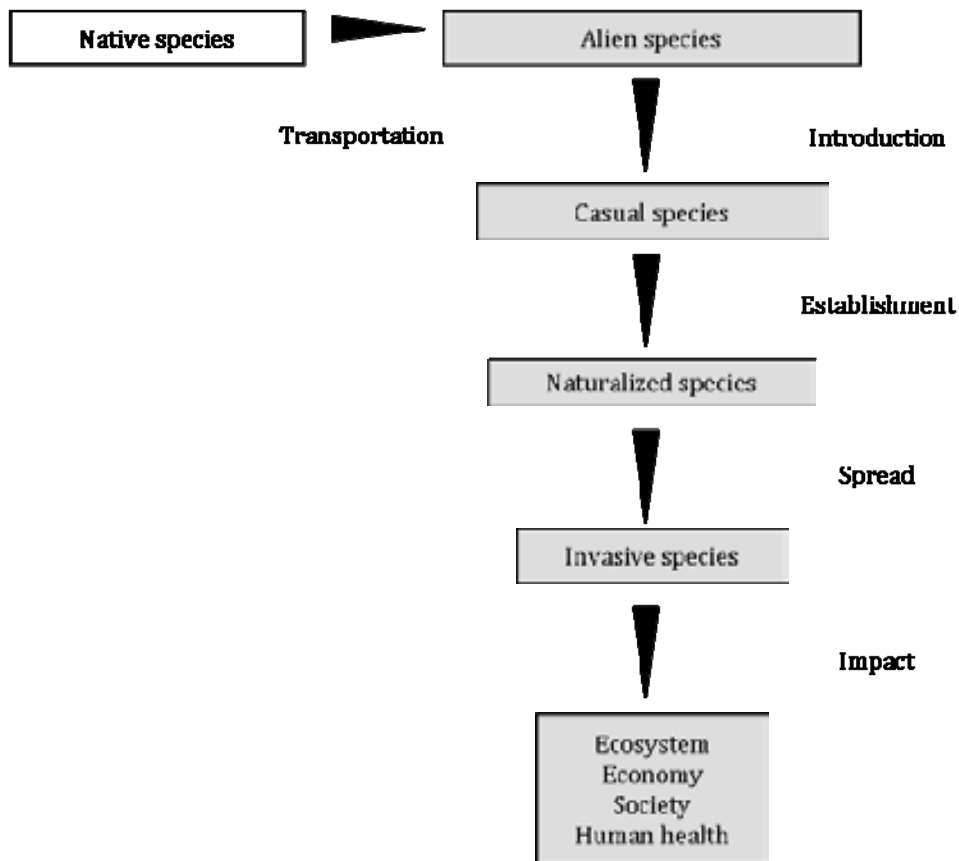 Native species
Alien species
Transportation
Introduction
Casual species
Establishment
Naturalized species
Spread
Invasive species
Impact
Ecosystem
Economy
Society
Human health